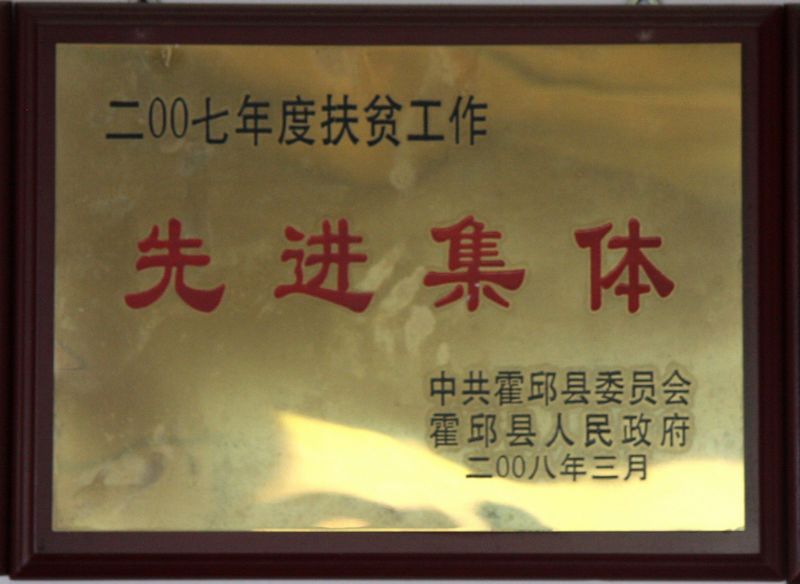 二00七年度扶贫工作
先进集体
中共霍邱县委员会
霍邱县人民政府
二00八年三月